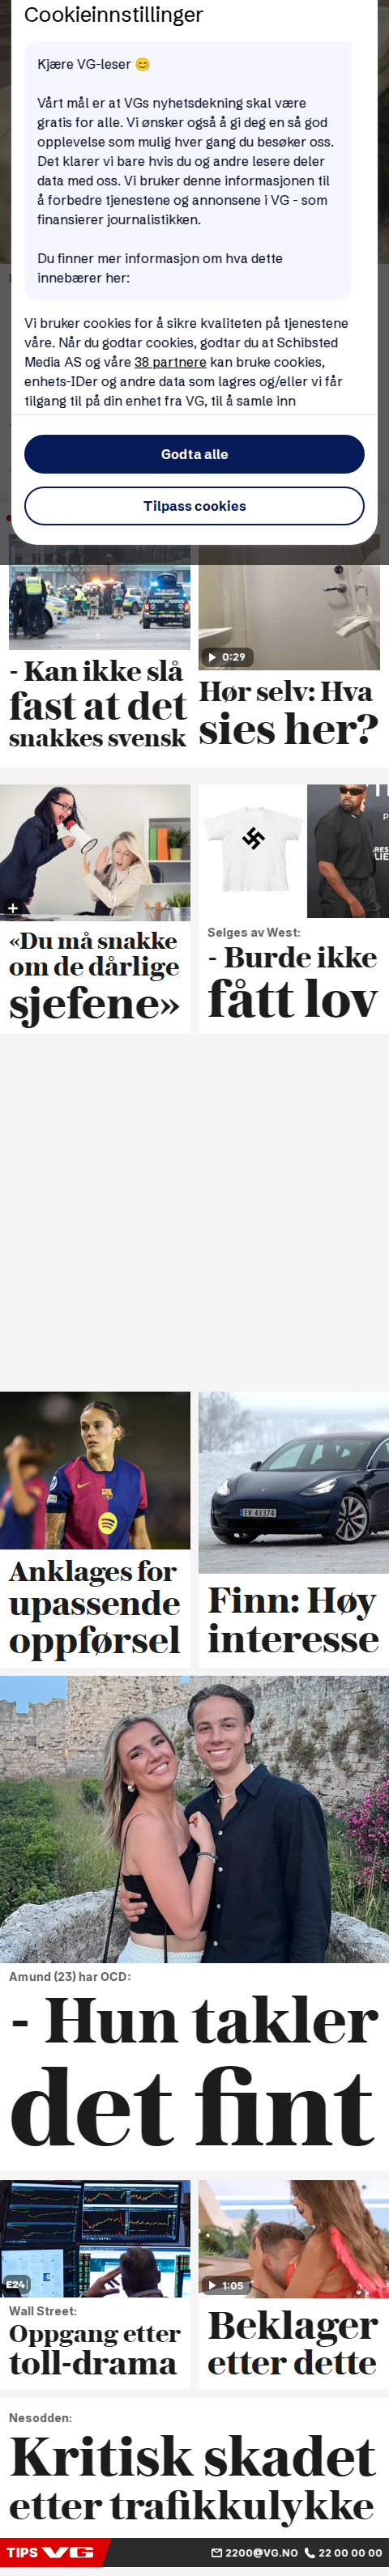 Cookieinnstillinger
Kjære VG-leser 😊
Vårt mål er at VGs nyhetsdekning skal være
gratis for alle. Vi ønsker også å gi deg en så god
opplevelse som mulig hver gang du besøker oss.
Det klarer vi bare hvis du og andre lesere deler
data med oss. Vi bruker denne informasjonen til
å forbedre tjenestene og annonsene i VG - som
finansierer journalistikken.
Du finner mer informasjon om hva dette
innebærer her:
Vi bruker cookies for å sikre kvaliteten på tjenestene
våre. Når du godtar cookies, godtar du at Schibsted
Media AS og våre 38 partnere kan bruke cookies,
enhets-IDer og andre data som lagres og/eller vi får
tilgang til på din enhet fra VG, til å samle inn
Godta alle
Tilpass cookies
- Kan ikke slå
fast at det
snakkes svensk
0:29
Hør selv: Hva
sies her?
«Du må snakke
om de dårlige
sjefene»
Selges av West:
- Burde ikke
fått lov
Anklages for
upassende
oppførsel
EV 43374
Finn: Høy
interesse
Amund (23) har OCD:
- Hun takler
det fint
E24
Wall Street:
Oppgang etter
toll-drama
1:05
Beklager
etter dette
Nesodden:
Kritisk skadet
etter trafikkulykke
TIPS VG
2200@VG.NO 22 00 00 00